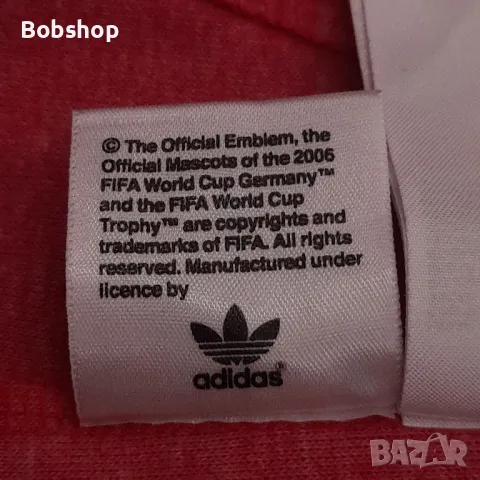 Bobshop
© The Official Emblem, the
Official Mascots of the 2006
FIFA World Cup Germany™
and the FIFA World Cup
Trophy™ are copyrights and
trademarks of FIFA. All rights
reserved. Manufactured under
licence by
adidas
BAZAR
bg